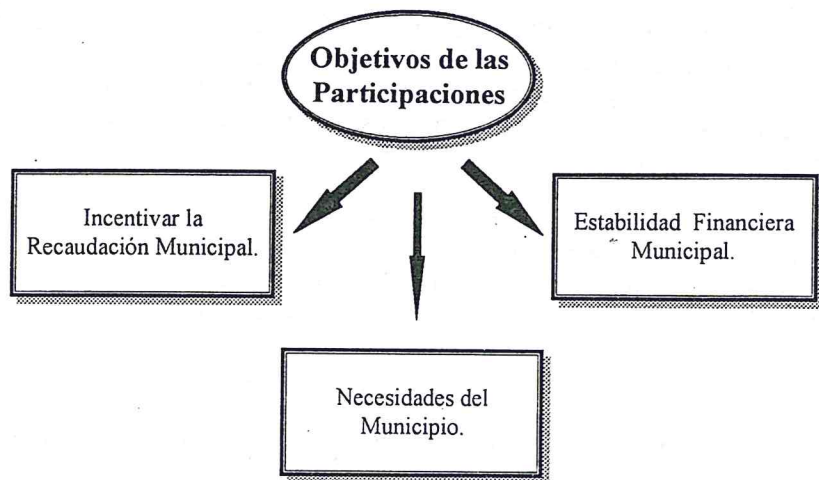 Objetivos de las
Participaciones
Incentivar la
Recaudación Municipal.
Estabilidad Financiera
Municipal.
Necesidades del
Municipio.